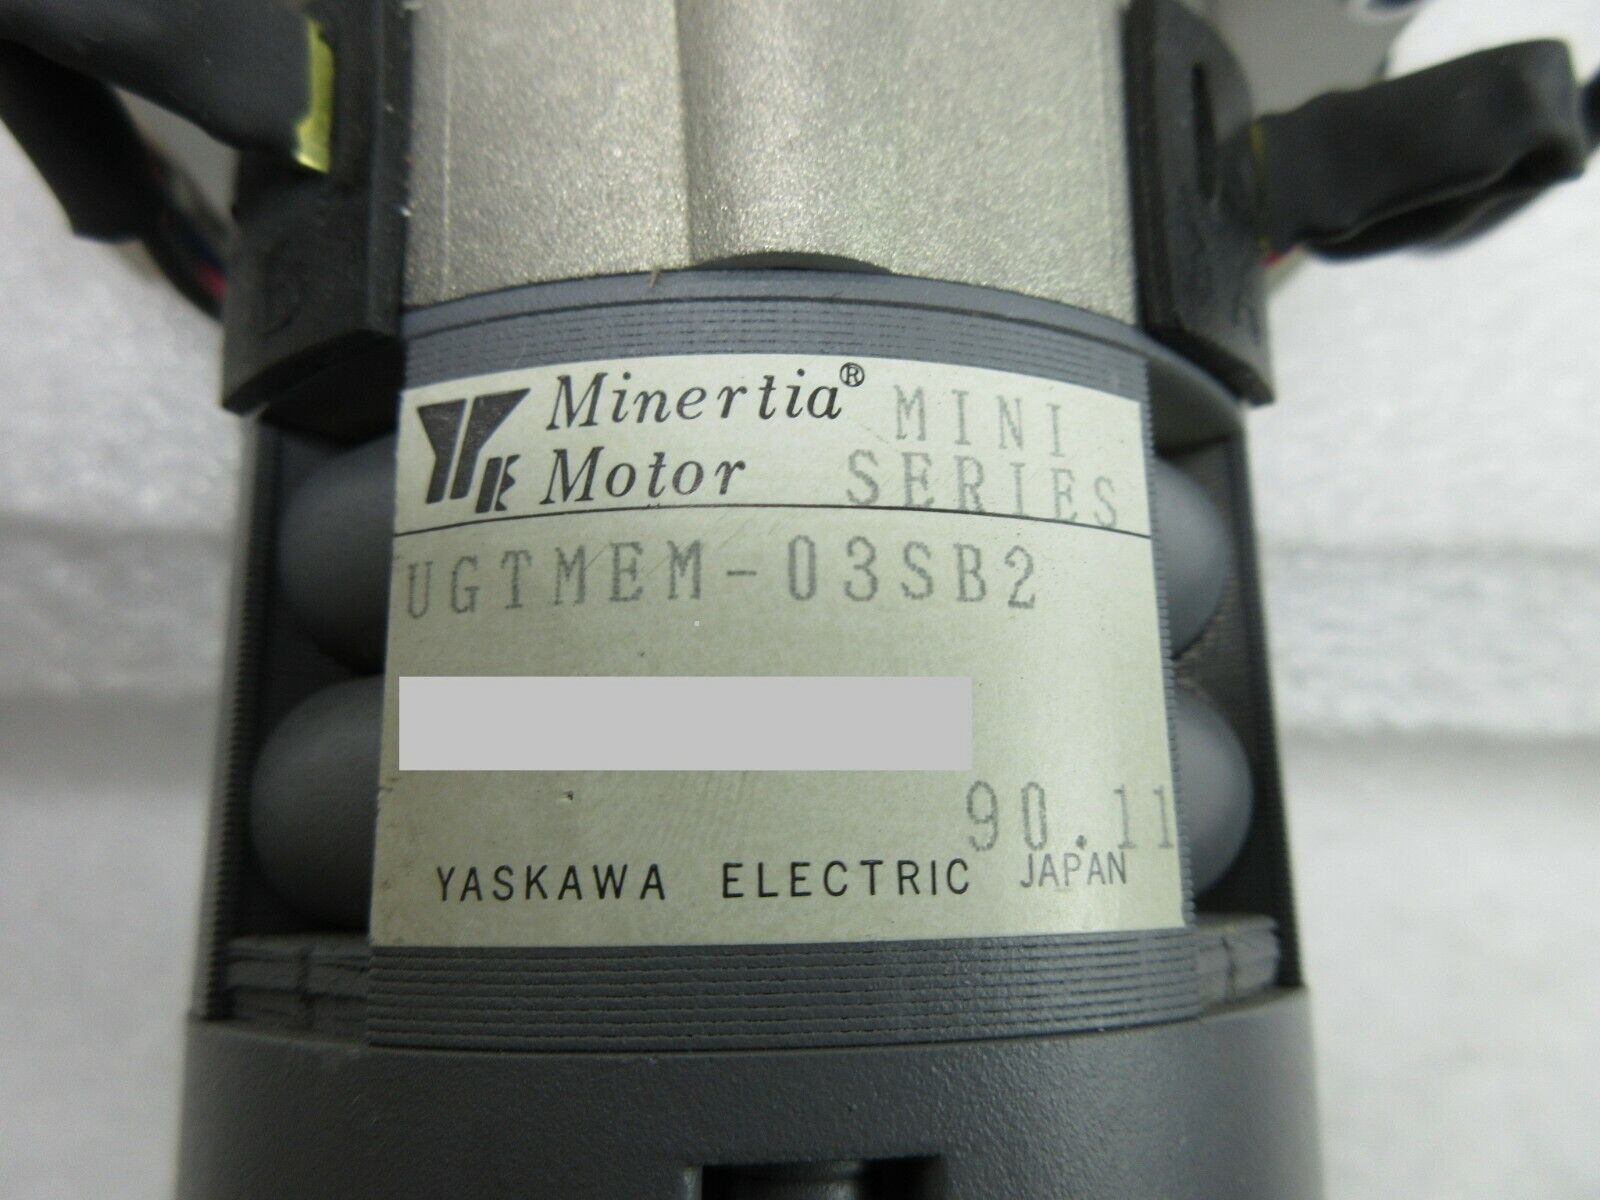 Minertia® MINI
Motor SERIES
UGTMEM-03SB2
90.11
YASKAWA ELECTRIC JAPAN